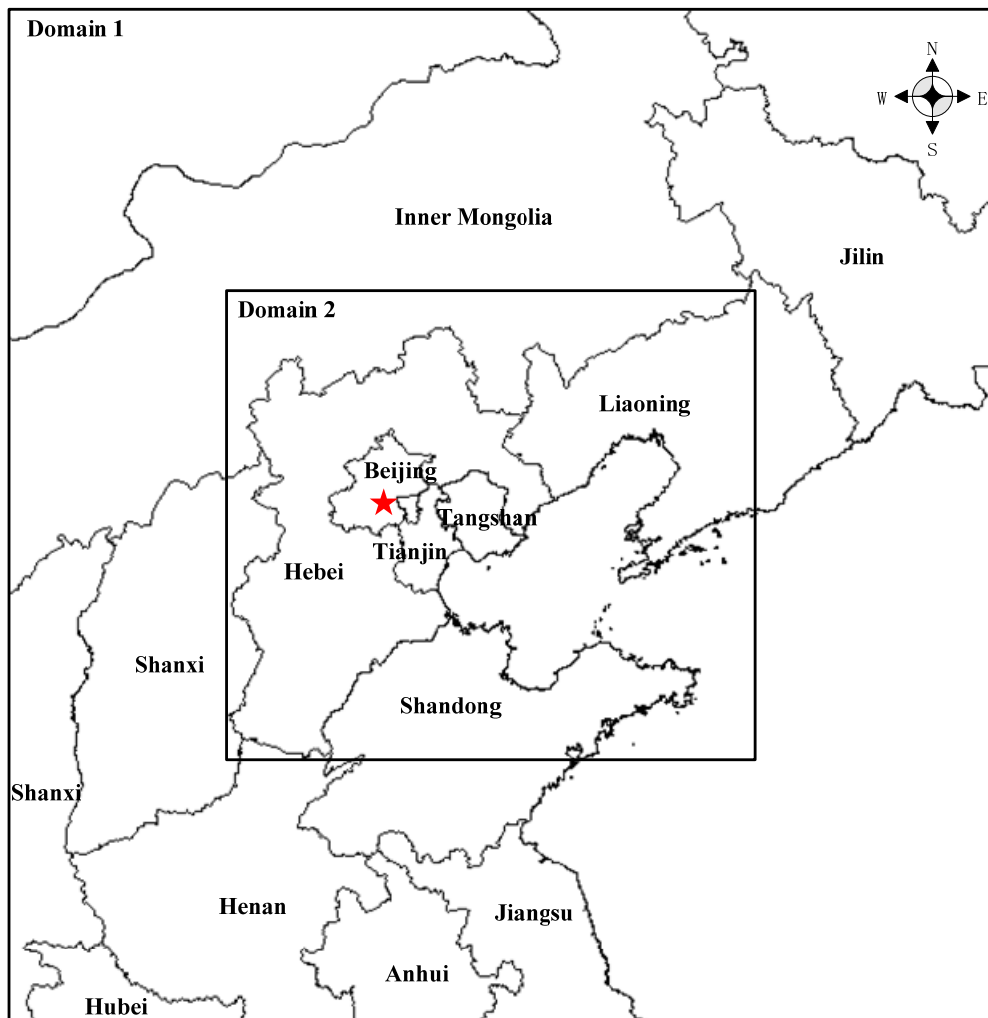 Domain 1
N
W
E
S
Inner Mongolia
Jilin
Domain 2
Liaoning
Beijing
Tangshan
Tianjin
Hebei
Shanxi
Shandong
Shanxi
Henan
Jiangsu
Anhui
Hubei